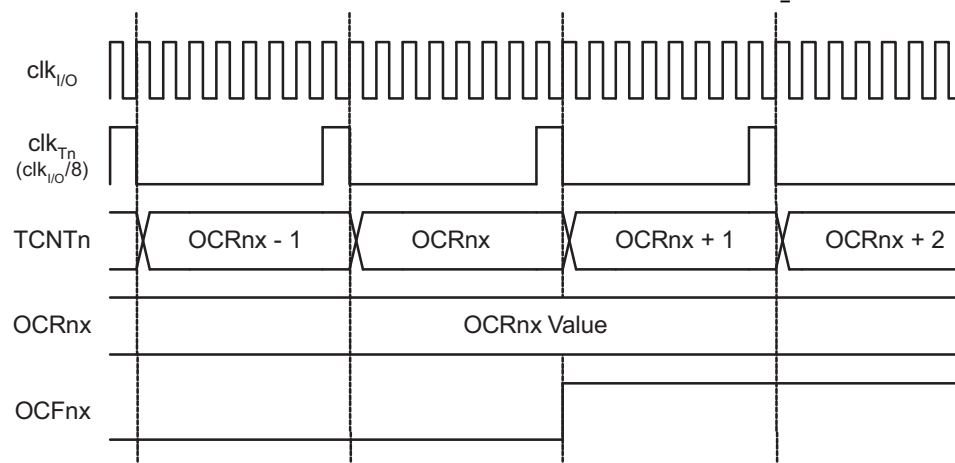 clkI/O
clkTn
(clkI/O/8)
TCNTn
OCRnx - 1
OCRnx
OCRnx + 1
OCRnx + 2
OCRnx
OCRnx Value
OCFnx